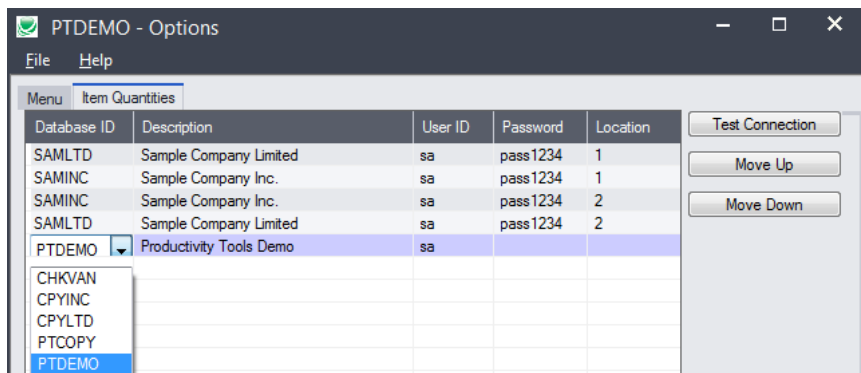 PTDEMO - Options
File Help
Menu Item Quantities
Database ID Description User ID Password Location
SAMLTD Sample Company Limited sa pass1234 1
SAMINC Sample Company Inc. sa pass1234 1
SAMINC Sample Company Inc. sa pass1234 2
SAMLTD Sample Company Limited sa pass1234 2
PTDEMO Productivity Tools Demo sa
CHKVAN
CPYINC
CPYLTD
PTCOPY
PTDEMO
Test Connection
Move Up
Move Down